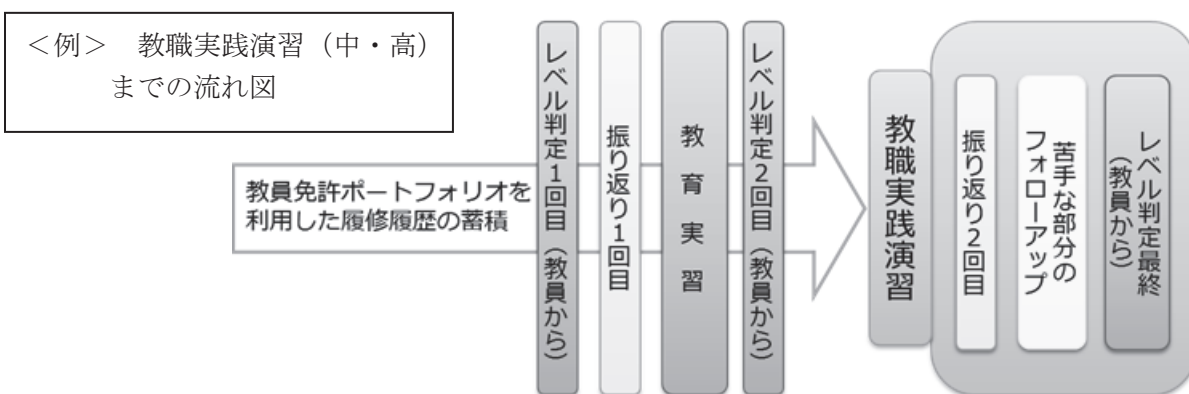 ＜例＞　教職実践演習（中・高）
までの流れ図
教員免許ポートフォリオを
利用した履修履歴の蓄積
レベル判定1回目（教員から）
振り返り1回目
教育実習
レベル判定2回目（教員から）
教職実践演習
振り返り2回目
苦手な部分の
フォローアップ
レベル判定最終
（教員から）